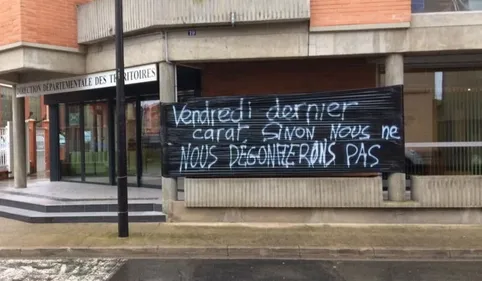 DIRECTION DÉPARTEMENTALE DES TERRITOIRES
Vendredi dernier
carat. SINON NOUS ne
NOUS DÉGONFLERONS PAS